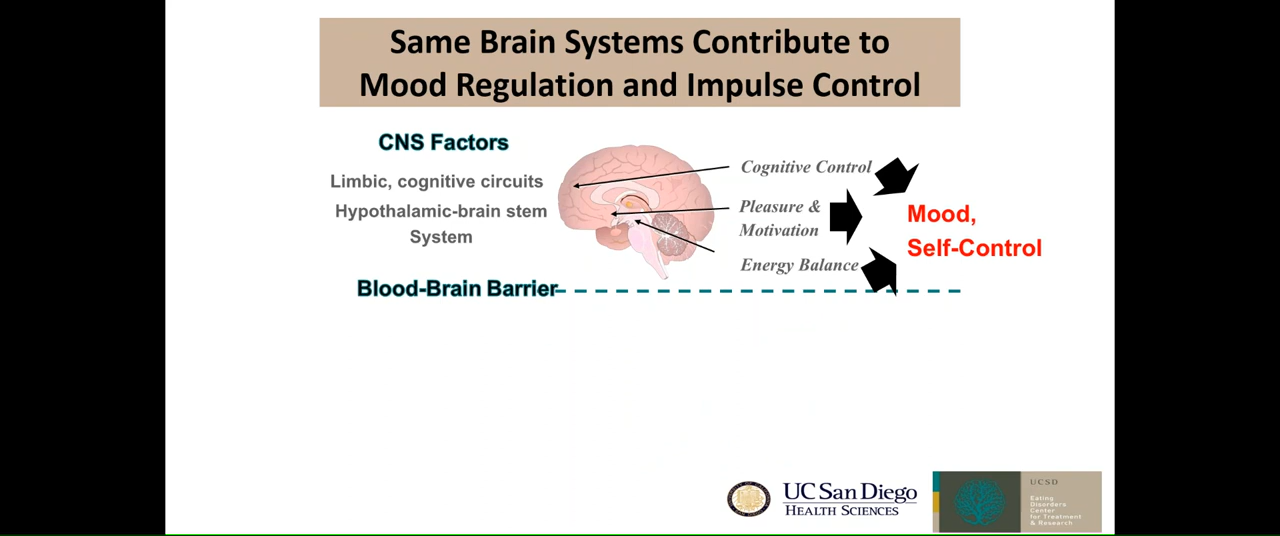 Same Brain Systems Contribute to
Mood Regulation and Impulse Control
CNS Factors
Limbic, cognitive circuits
Hypothalamic-brain stem
System
Cognitive Control
Pleasure &
Motivation
Energy Balance
Mood,
Self-Control
Blood-Brain Barrier
UC San Diego
HEALTH SCIENCES
UCSD
Eating
Disorders
Center
for Treatment
& Research